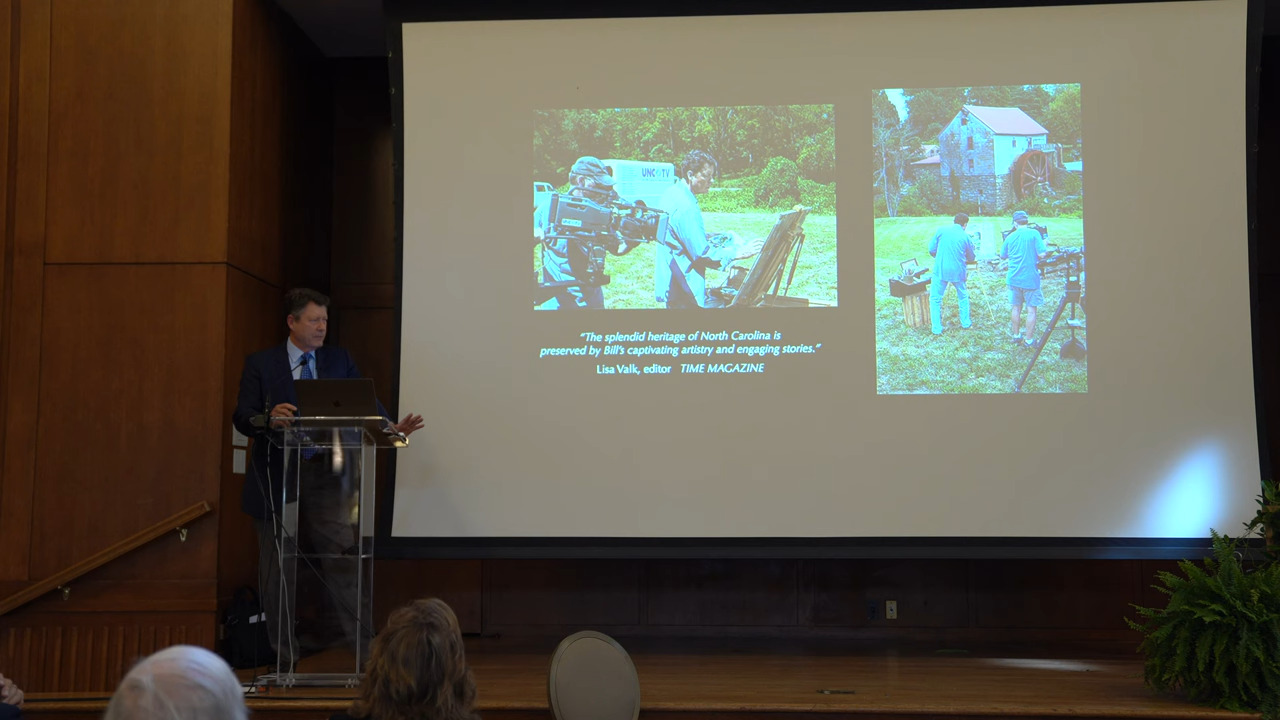 UNC TV
“The splendid heritage of North Carolina is
preserved by Bill's captivating artistry and engaging stories.”
Lisa Valk, editor TIME MAGAZINE